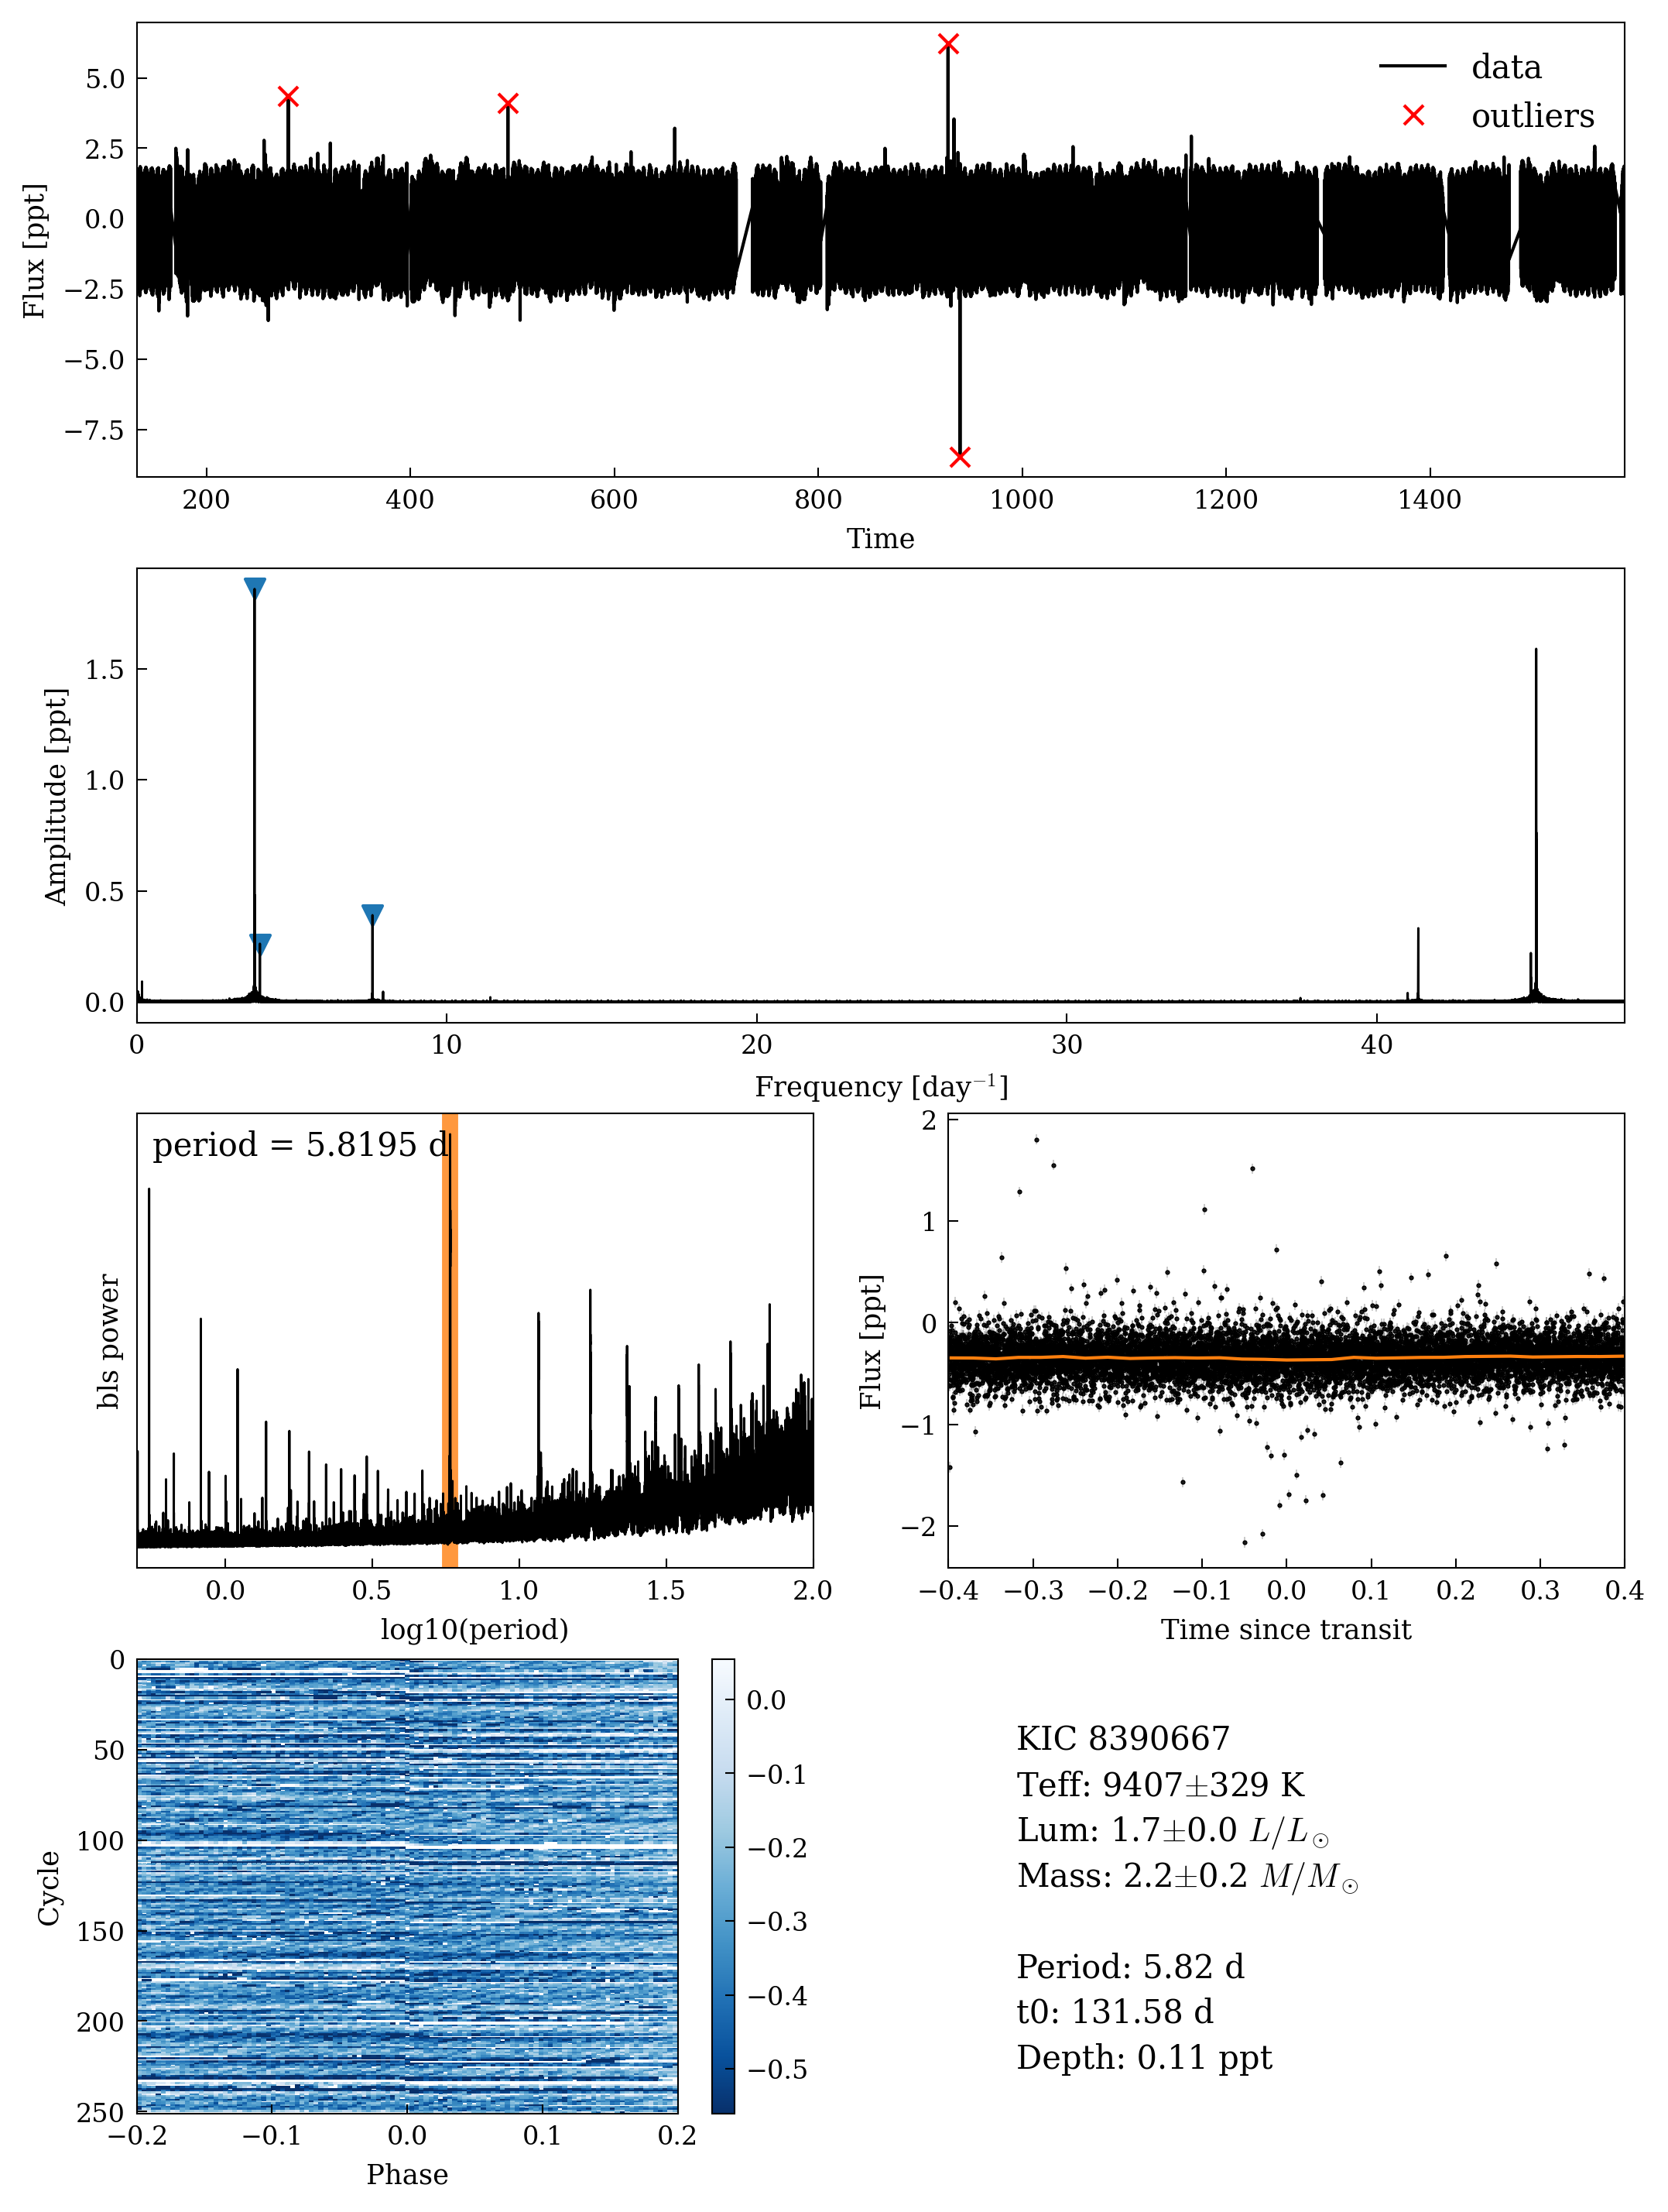 data
outliers
5.0
2.5
0.0
−2.5
−5.0
−7.5
Flux [ppt]
200 400 600 800 1000 1200 1400
Time
1.5
1.0
0.5
0.0
Amplitude [ppt]
0 10 20 30 40
Frequency [day⁻¹]
period = 5.8195 d
bls power
0.0 0.5 1.0 1.5 2.0
log10(period)
2
1
0
−1
−2
Flux [ppt]
−0.4 −0.3 −0.2 −0.1 0.0 0.1 0.2 0.3 0.4
Time since transit
0
50
100
150
200
250
Cycle
−0.2 −0.1 0.0 0.1 0.2
Phase
0.0
−0.1
−0.2
−0.3
−0.4
−0.5
KIC 8390667
Teff: 9407±329 K
Lum: 1.7±0.0 L/L⊙
Mass: 2.2±0.2 M/M⊙
Period: 5.82 d
t0: 131.58 d
Depth: 0.11 ppt